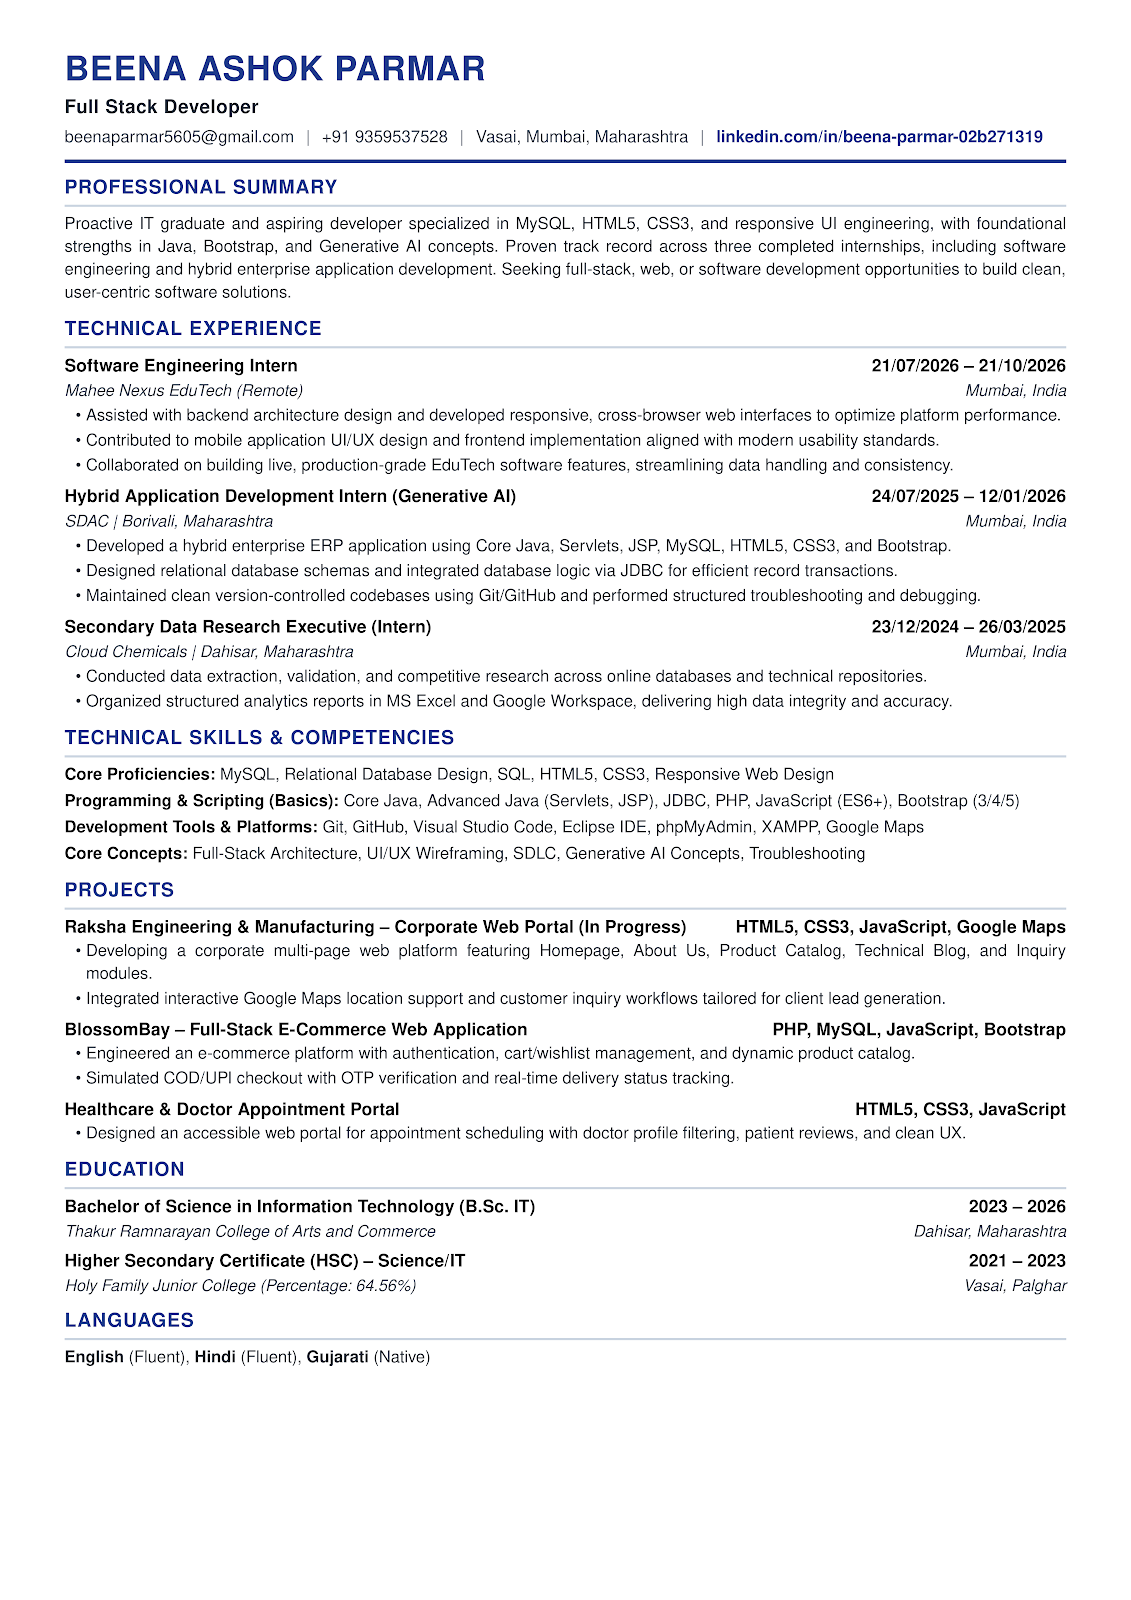 BEENA ASHOK PARMAR
Full Stack Developer
beenaparmar5605@gmail.com | +91 9359537528 | Vasai, Mumbai, Maharashtra | linkedin.com/in/beena-parmar-02b271319
PROFESSIONAL SUMMARY
Proactive IT graduate and aspiring developer specialized in MySQL, HTML5, CSS3, and responsive UI engineering, with foundational
strengths in Java, Bootstrap, and Generative AI concepts. Proven track record across three completed internships, including software
engineering and hybrid enterprise application development. Seeking full-stack, web, or software development opportunities to build clean,
user-centric software solutions.
TECHNICAL EXPERIENCE
Software Engineering Intern 21/07/2026 – 21/10/2026
Mahee Nexus EduTech (Remote) Mumbai, India
• Assisted with backend architecture design and developed responsive, cross-browser web interfaces to optimize platform performance.
• Contributed to mobile application UI/UX design and frontend implementation aligned with modern usability standards.
• Collaborated on building live, production-grade EduTech software features, streamlining data handling and consistency.
Hybrid Application Development Intern (Generative AI) 24/07/2025 – 12/01/2026
SDAC | Borivali, Maharashtra Mumbai, India
• Developed a hybrid enterprise ERP application using Core Java, Servlets, JSP, MySQL, HTML5, CSS3, and Bootstrap.
• Designed relational database schemas and integrated database logic via JDBC for efficient record transactions.
• Maintained clean version-controlled codebases using Git/GitHub and performed structured troubleshooting and debugging.
Secondary Data Research Executive (Intern) 23/12/2024 – 26/03/2025
Cloud Chemicals | Dahisar, Maharashtra Mumbai, India
• Conducted data extraction, validation, and competitive research across online databases and technical repositories.
• Organized structured analytics reports in MS Excel and Google Workspace, delivering high data integrity and accuracy.
TECHNICAL SKILLS & COMPETENCIES
Core Proficiencies: MySQL, Relational Database Design, SQL, HTML5, CSS3, Responsive Web Design
Programming & Scripting (Basics): Core Java, Advanced Java (Servlets, JSP), JDBC, PHP, JavaScript (ES6+), Bootstrap (3/4/5)
Development Tools & Platforms: Git, GitHub, Visual Studio Code, Eclipse IDE, phpMyAdmin, XAMPP, Google Maps
Core Concepts: Full-Stack Architecture, UI/UX Wireframing, SDLC, Generative AI Concepts, Troubleshooting
PROJECTS
Raksha Engineering & Manufacturing – Corporate Web Portal (In Progress) HTML5, CSS3, JavaScript, Google Maps
• Developing a corporate multi-page web platform featuring Homepage, About Us, Product Catalog, Technical Blog, and Inquiry
modules.
• Integrated interactive Google Maps location support and customer inquiry workflows tailored for client lead generation.
BlossomBay – Full-Stack E-Commerce Web Application PHP, MySQL, JavaScript, Bootstrap
• Engineered an e-commerce platform with authentication, cart/wishlist management, and dynamic product catalog.
• Simulated COD/UPI checkout with OTP verification and real-time delivery status tracking.
Healthcare & Doctor Appointment Portal HTML5, CSS3, JavaScript
• Designed an accessible web portal for appointment scheduling with doctor profile filtering, patient reviews, and clean UX.
EDUCATION
Bachelor of Science in Information Technology (B.Sc. IT) 2023 – 2026
Thakur Ramnarayan College of Arts and Commerce Dahisar, Maharashtra
Higher Secondary Certificate (HSC) – Science/IT 2021 – 2023
Holy Family Junior College (Percentage: 64.56%) Vasai, Palghar
LANGUAGES
English (Fluent), Hindi (Fluent), Gujarati (Native)